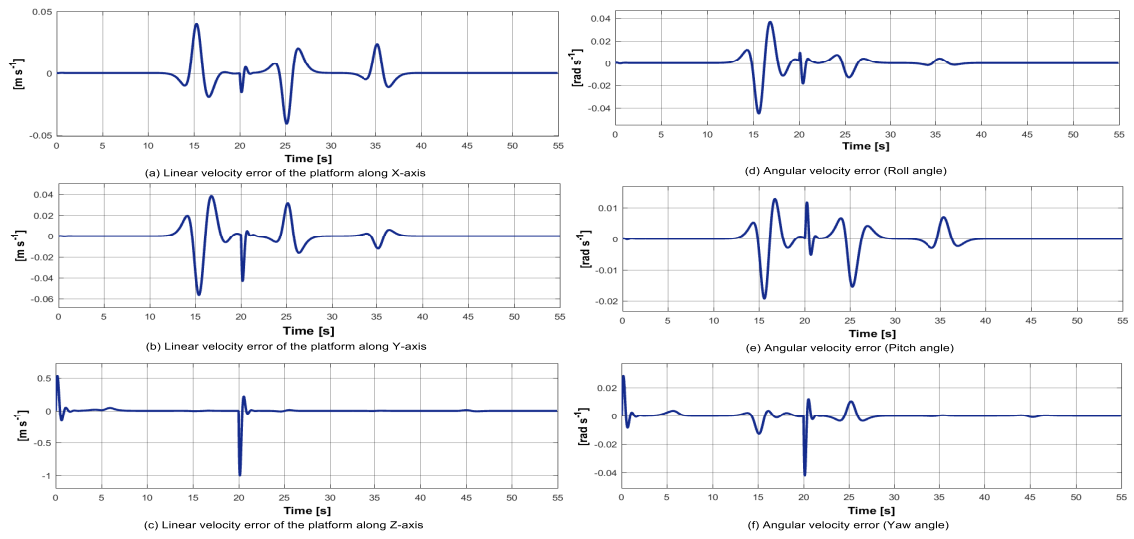 0.05
0
-0.05
[m s-1]
0 5 10 15 20 25 30 35 40 45 50 55
Time [s]
(a) Linear velocity error of the platform along X-axis
0.04
0.02
0
-0.02
-0.04
-0.06
[m s-1]
0 5 10 15 20 25 30 35 40 45 50 55
Time [s]
(b) Linear velocity error of the platform along Y-axis
0.5
0
-0.5
-1
[m s-1]
0 5 10 15 20 25 30 35 40 45 50 55
Time [s]
(c) Linear velocity error of the platform along Z-axis
0.04
0.02
0
-0.02
-0.04
[rad s-1]
0 5 10 15 20 25 30 35 40 45 50 55
Time [s]
(d) Angular velocity error (Roll angle)
0.01
0
-0.01
-0.02
[rad s-1]
0 5 10 15 20 25 30 35 40 45 50 55
Time [s]
(e) Angular velocity error (Pitch angle)
0.02
0
-0.02
-0.04
[rad s-1]
0 5 10 15 20 25 30 35 40 45 50 55
Time [s]
(f) Angular velocity error (Yaw angle)